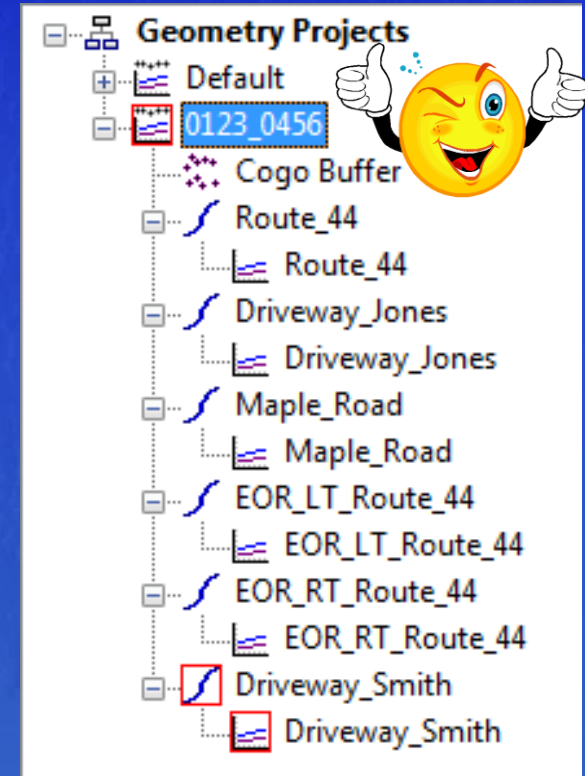 Geometry Projects
Default
0123_0456
Cogo Buffer
Route_44
Route_44
Driveway_Jones
Driveway_Jones
Maple_Road
Maple_Road
EOR_LT_Route_44
EOR_LT_Route_44
EOR_RT_Route_44
EOR_RT_Route_44
Driveway_Smith
Driveway_Smith